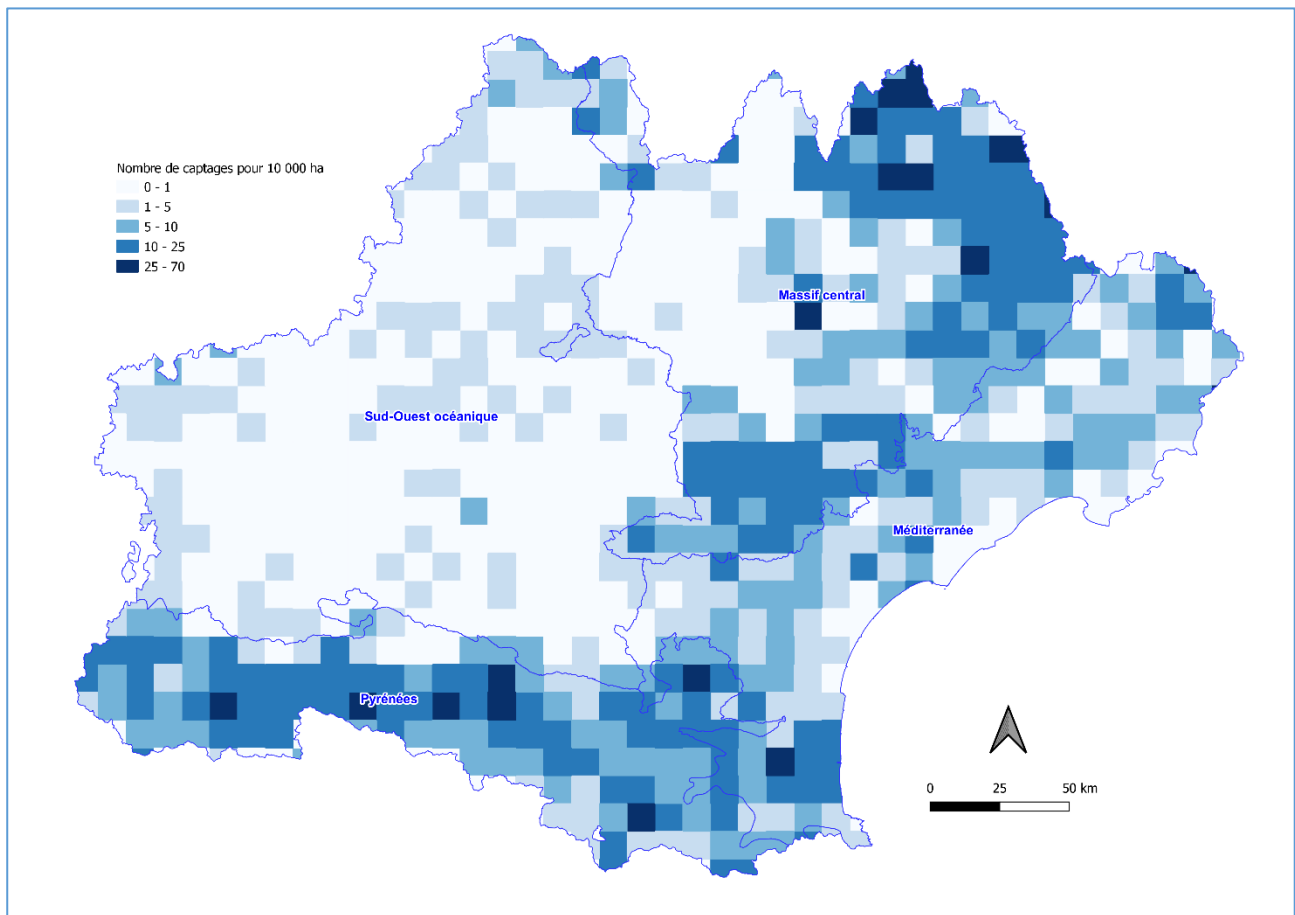 Nombre de captages pour 10 000 ha
0 - 1
1 - 5
5 - 10
10 - 25
25 - 70
Massif central
Sud-Ouest océanique
Méditerranée
Pyrénées
0 25 50 km